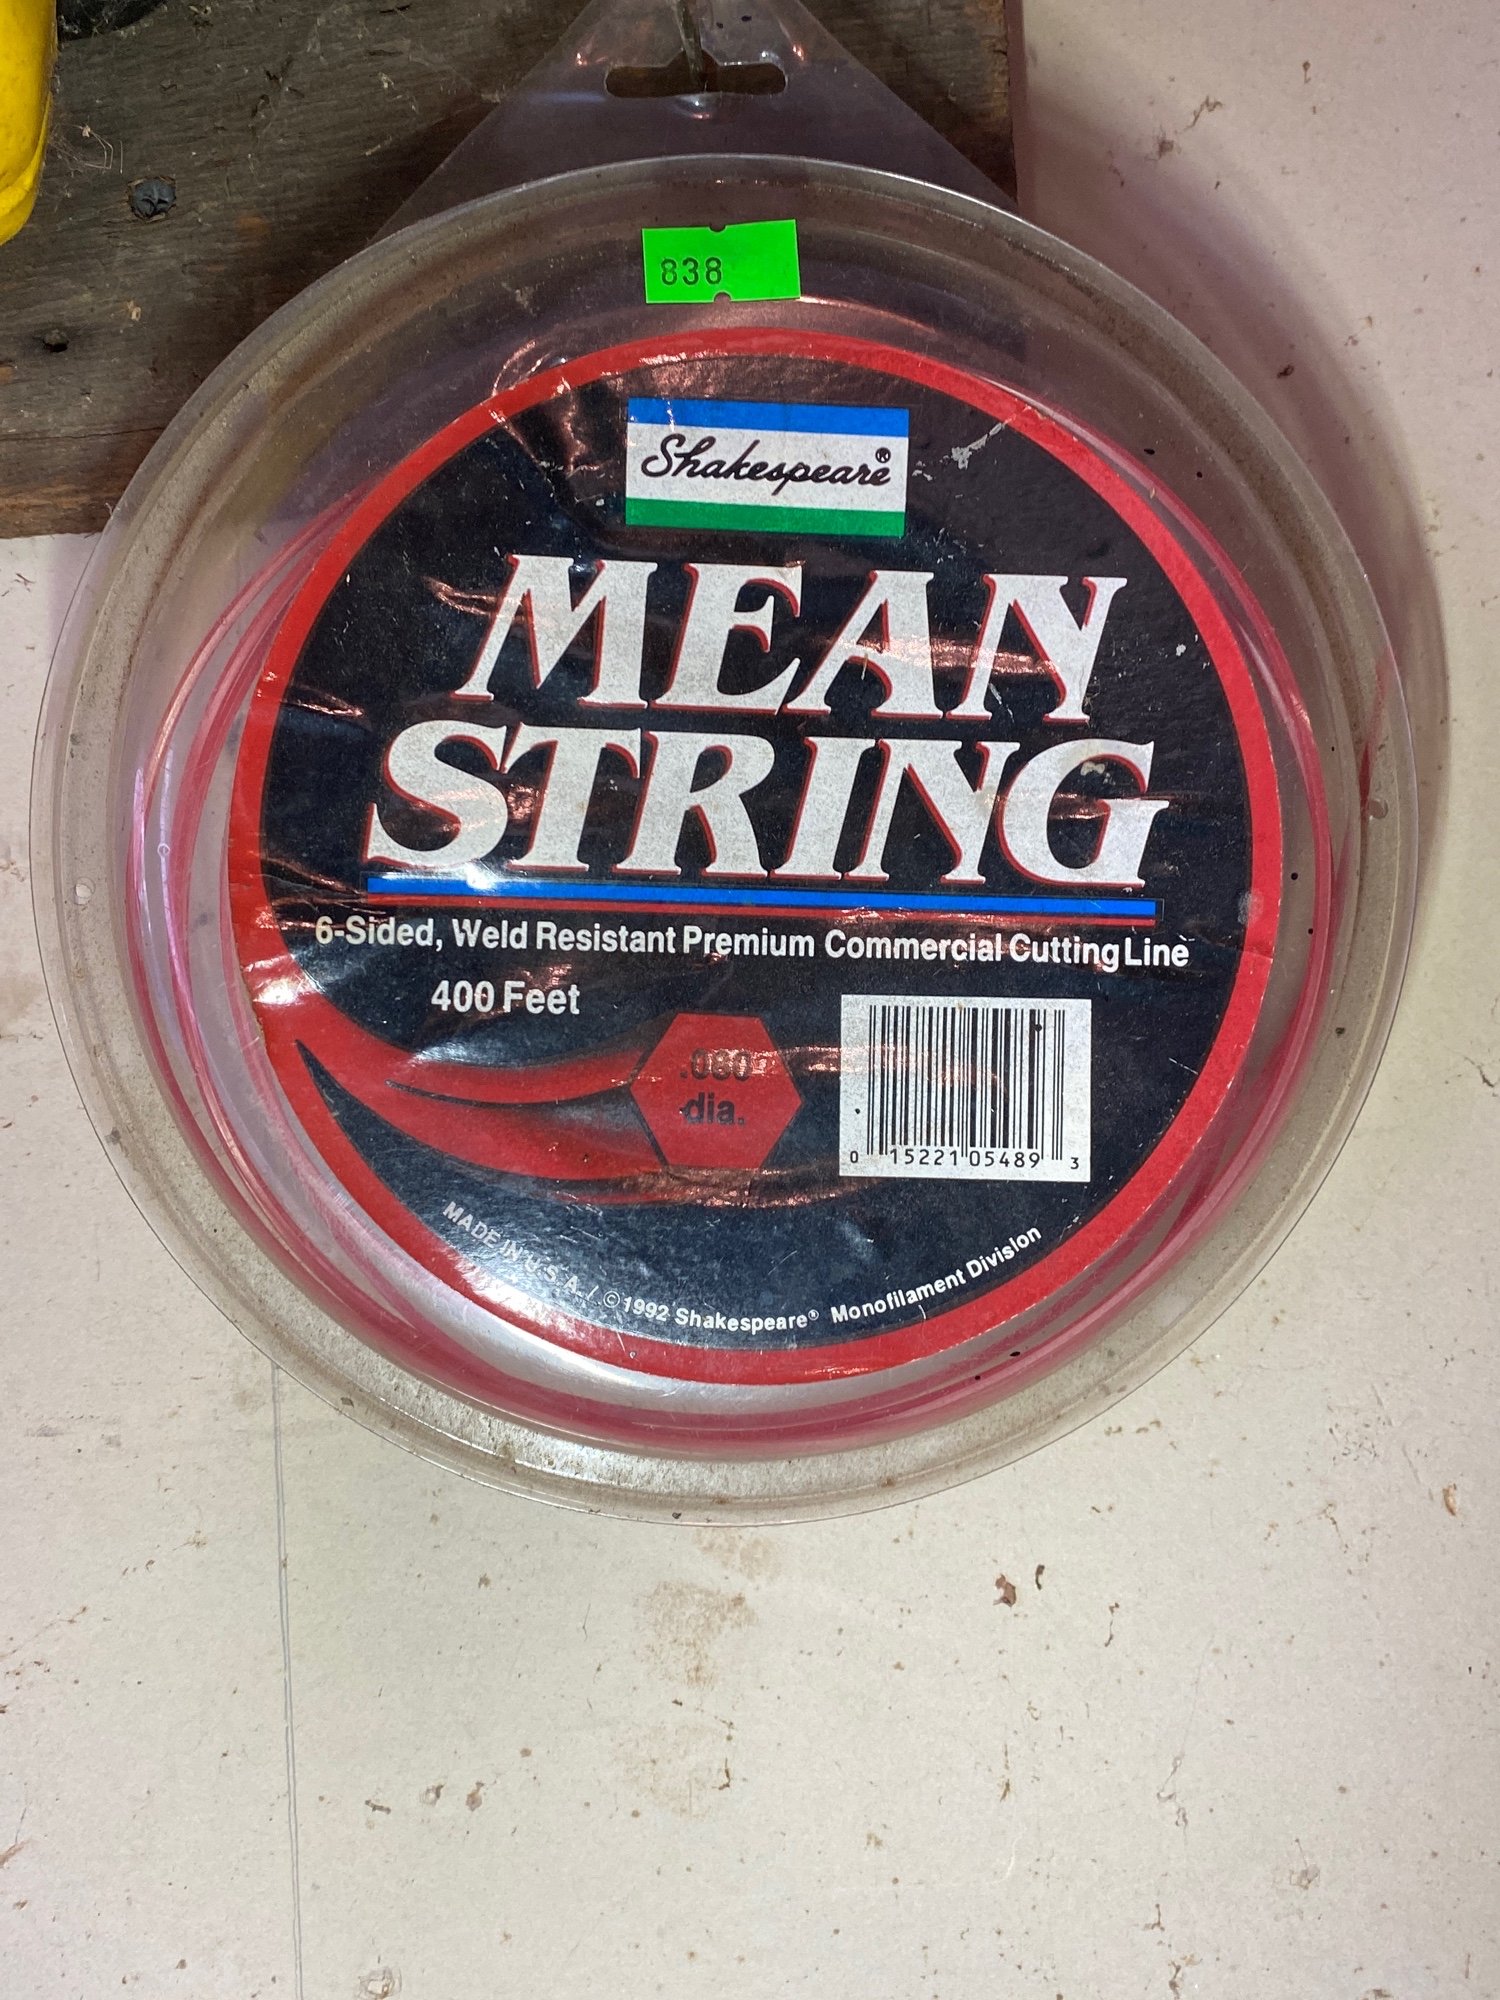 838
Shakespeare®
MEAN
STRING
6-Sided, Weld Resistant Premium Commercial Cutting Line
400 Feet
.080
dia.
0 15221 05489 3
MADE IN U.S.A. / ©1992 Shakespeare® Monofilament Division